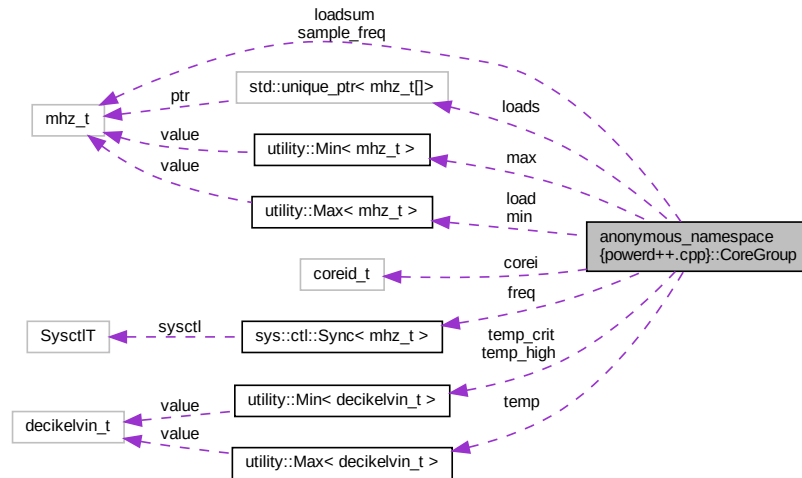 loadsum
sample_freq
ptr
std::unique_ptr< mhz_t[]>
loads
mhz_t
value
utility::Min< mhz_t >
max
value
utility::Max< mhz_t >
load
min
anonymous_namespace
{powerd++.cpp}::CoreGroup
coreid_t
corei
freq
SysctlT
sysctl
sys::ctl::Sync< mhz_t >
temp_crit
temp_high
value
utility::Min< decikelvin_t >
temp
decikelvin_t
value
utility::Max< decikelvin_t >